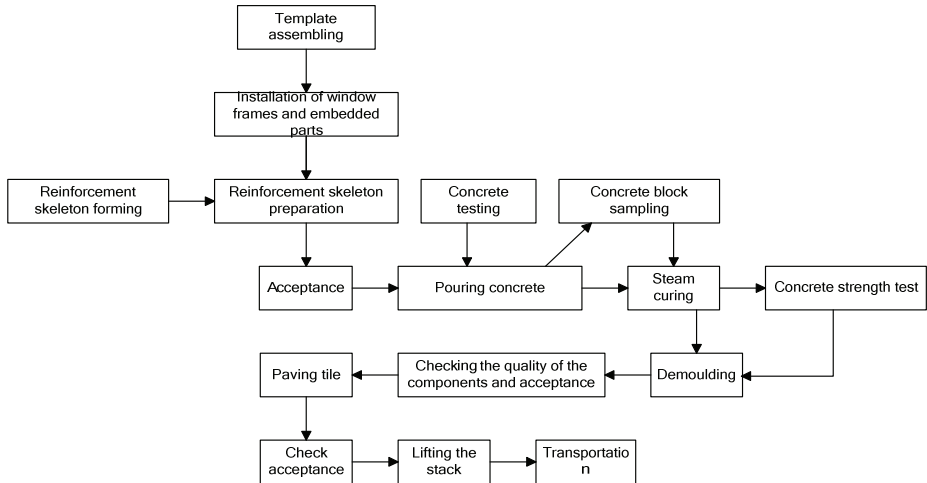 Template
assembling
Installation of window
frames and embedded
parts
Reinforcement
skeleton forming
Reinforcement skeleton
preparation
Concrete
testing
Concrete block
sampling
Acceptance
Pouring concrete
Steam
curing
Concrete strength test
Paving tile
Checking the quality of the
components and acceptance
Demoulding
Check
acceptance
Lifting the
stack
Transportatio
n